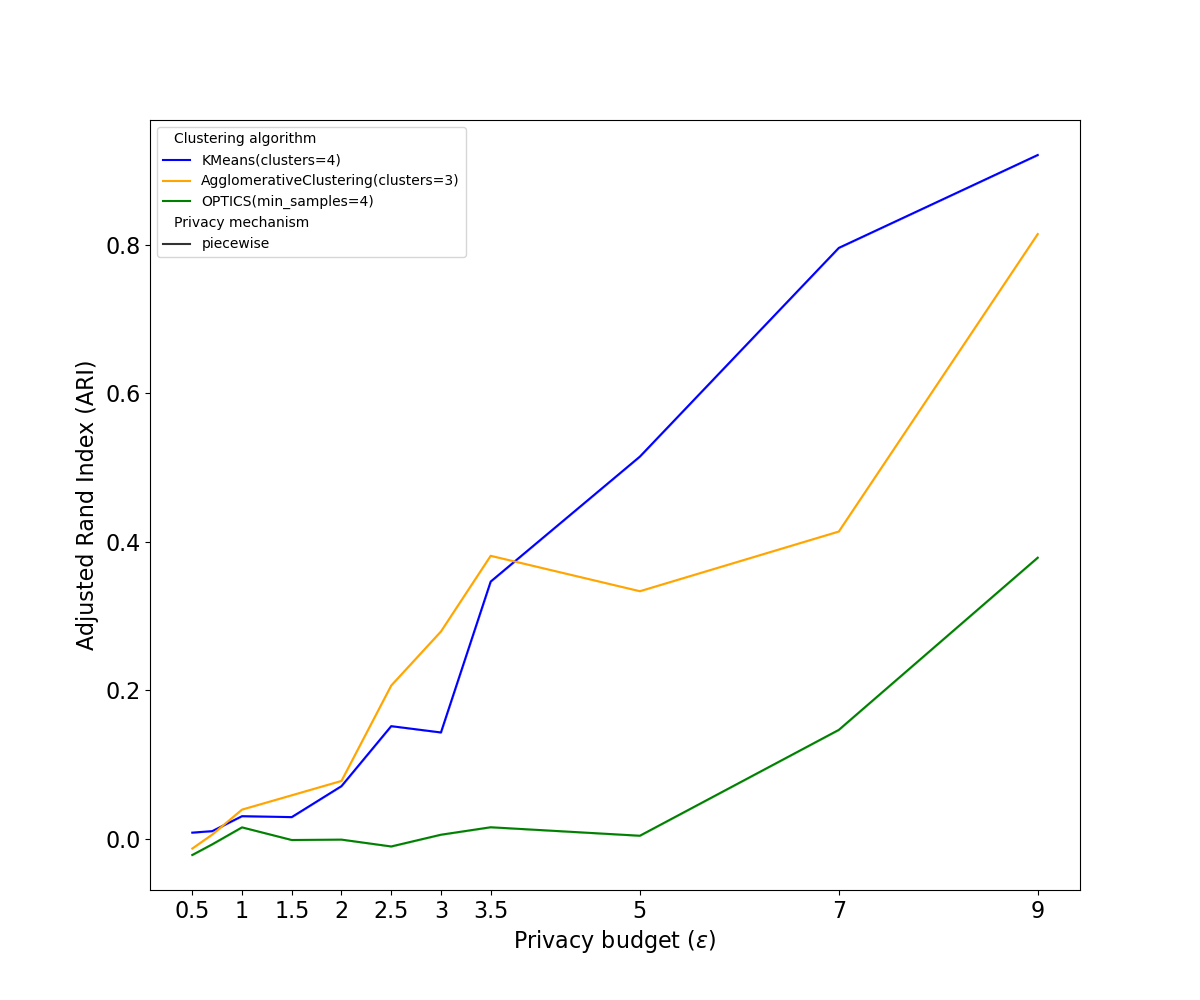 Clustering algorithm
KMeans(clusters=4)
AgglomerativeClustering(clusters=3)
OPTICS(min_samples=4)
Privacy mechanism
piecewise
0.8
0.6
0.4
0.2
0.0
Adjusted Rand Index (ARI)
0.5 1 1.5 2 2.5 3 3.5 5 7 9
Privacy budget (ε)